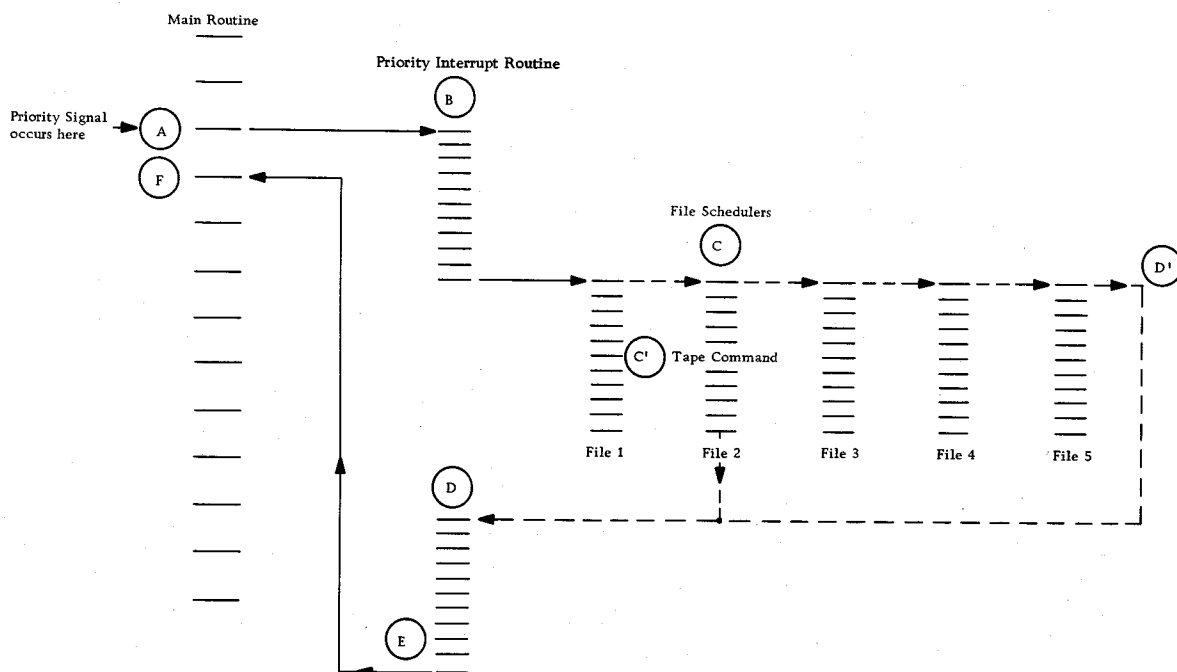 Main Routine
Priority Interrupt Routine
B
Priority Signal
occurs here
A
F
File Schedulers
C
D'
C' Tape Command
File 1
File 2
File 3
File 4
File 5
D
E